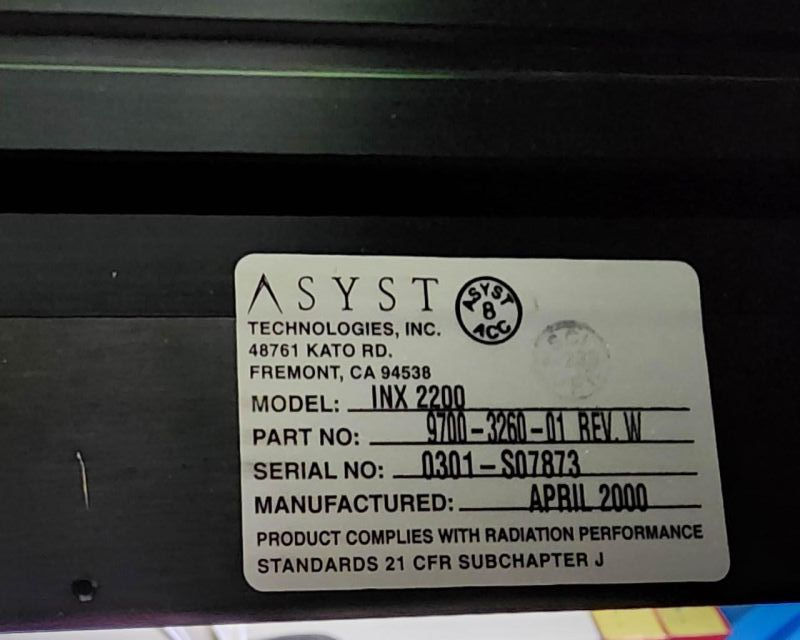 ASYST
ASYST
8
ACC
TECHNOLOGIES, INC.
48761 KATO RD.
FREMONT, CA 94538
MODEL: INX 2200
PART NO: 9700-3260-01 REV. W
SERIAL NO: 0301-S07873
MANUFACTURED: APRIL 2000
PRODUCT COMPLIES WITH RADIATION PERFORMANCE
STANDARDS 21 CFR SUBCHAPTER J